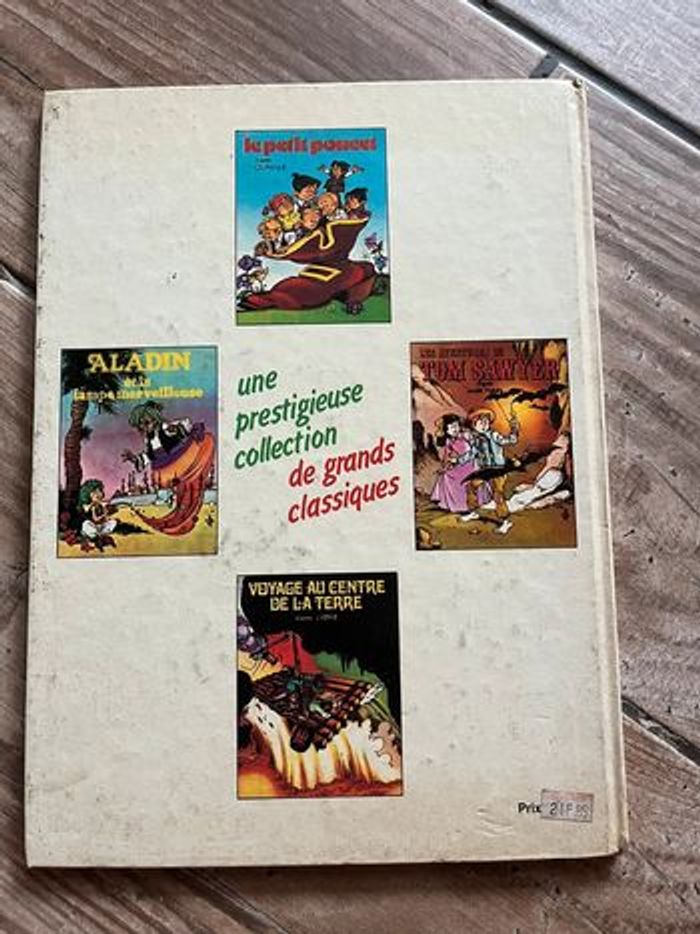 le petit poucet
ALADIN
et la
lampe merveilleuse
une
prestigieuse
collection
de grands
classiques
LES AVENTURES DE
TOM SAWYER
VOYAGE AU CENTRE
DE LA TERRE
Prix 21F